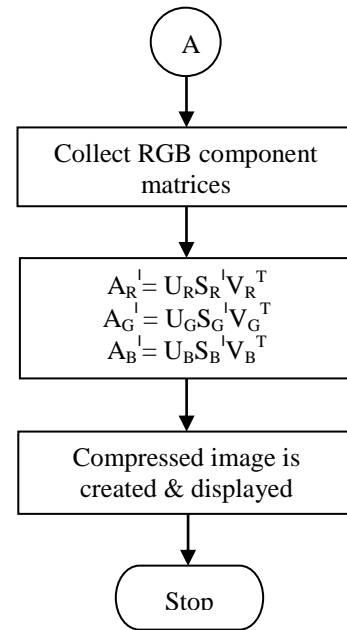 A
Collect RGB component
matrices
A_R^| = U_R S_R^| V_R^T
A_G^| = U_G S_G^| V_G^T
A_B^| = U_B S_B^| V_B^T
Compressed image is
created & displayed
Stop